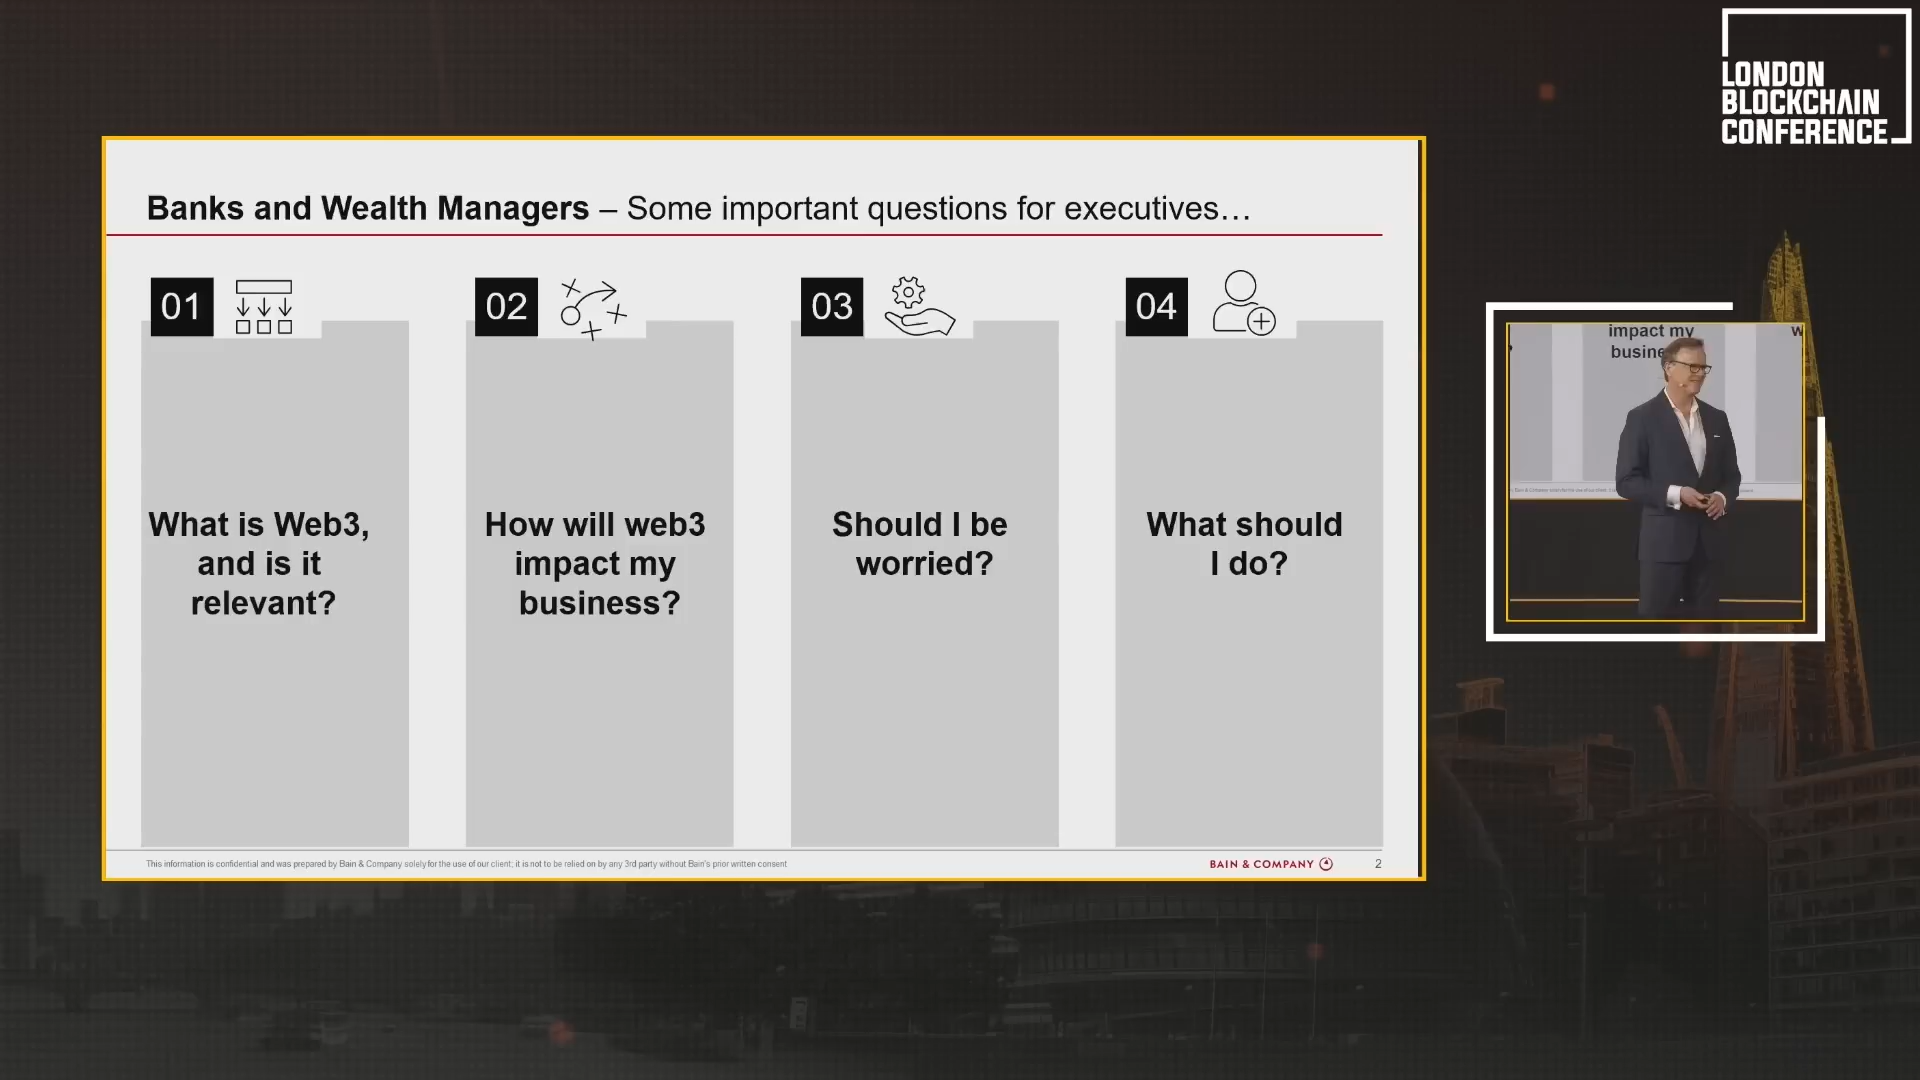 LONDON
BLOCKCHAIN
CONFERENCE
Banks and Wealth Managers – Some important questions for executives…
01
02
03
04
What is Web3,
and is it
relevant?
How will web3
impact my
business?
Should I be
worried?
What should
I do?
This information is confidential and was prepared by Bain & Company solely for the use of our client; it is not to be relied on by any 3rd party without Bain's prior written consent
BAIN & COMPANY
2
impact my
busine
w